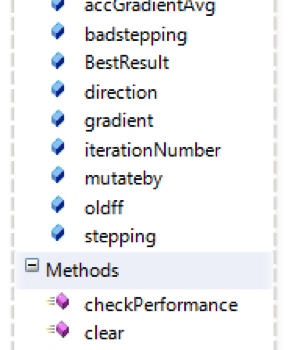 accGradientAvg
badstepping
BestResult
direction
gradient
iterationNumber
mutateby
oldff
stepping
Methods
checkPerformance
clear